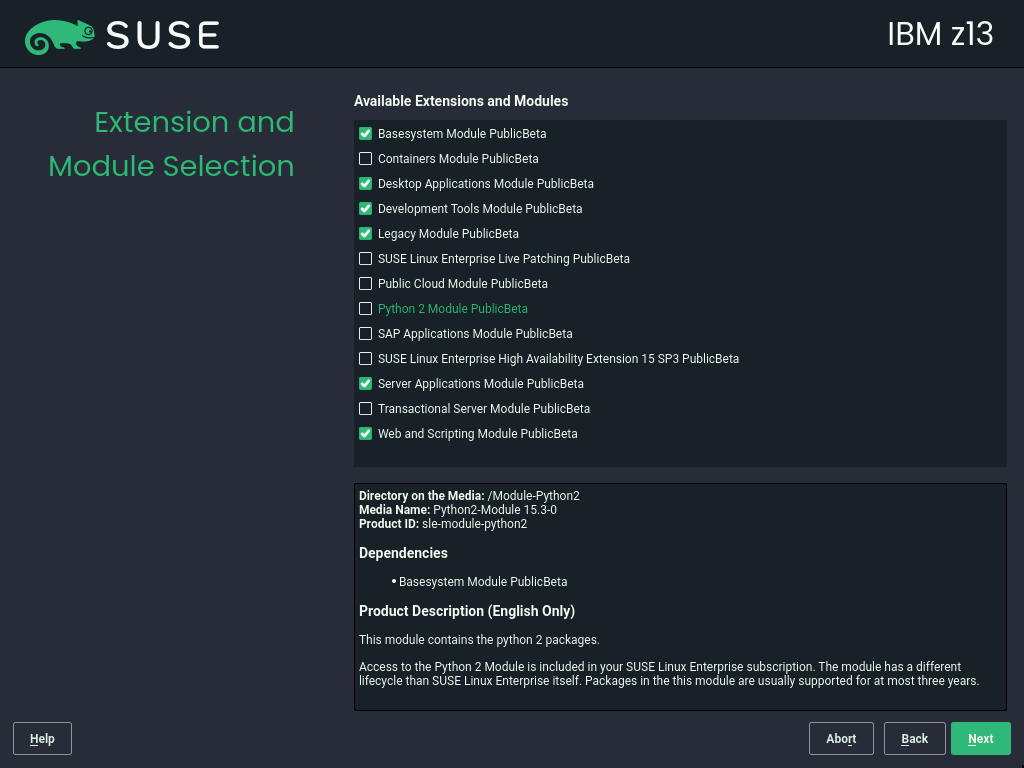 SUSE
IBM z13
Extension and
Module Selection
Available Extensions and Modules
Basesystem Module PublicBeta
Containers Module PublicBeta
Desktop Applications Module PublicBeta
Development Tools Module PublicBeta
Legacy Module PublicBeta
SUSE Linux Enterprise Live Patching PublicBeta
Public Cloud Module PublicBeta
Python 2 Module PublicBeta
SAP Applications Module PublicBeta
SUSE Linux Enterprise High Availability Extension 15 SP3 PublicBeta
Server Applications Module PublicBeta
Transactional Server Module PublicBeta
Web and Scripting Module PublicBeta
Directory on the Media: /Module-Python2
Media Name: Python2-Module 15.3-0
Product ID: sle-module-python2
Dependencies
• Basesystem Module PublicBeta
Product Description (English Only)
This module contains the python 2 packages.
Access to the Python 2 Module is included in your SUSE Linux Enterprise subscription. The module has a different
lifecycle than SUSE Linux Enterprise itself. Packages in the this module are usually supported for at most three years.
Help
Abort
Back
Next